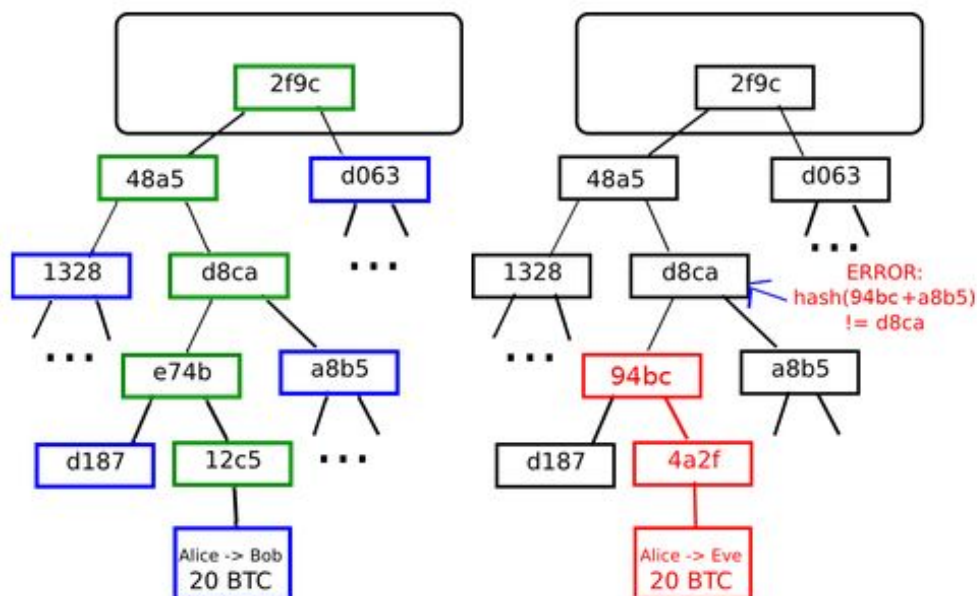 2f9c
48a5
d063
1328
d8ca
...
...
e74b
a8b5
d187
12c5
...
Alice -> Bob
20 BTC
2f9c
48a5
d063
...
1328
d8ca
ERROR:
hash(94bc+a8b5)
!= d8ca
...
94bc
a8b5
d187
4a2f
Alice -> Eve
20 BTC